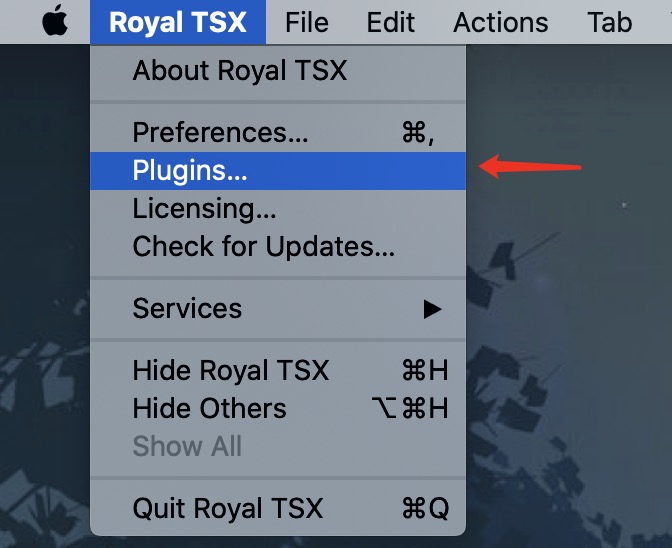 Royal TSX File Edit Actions Tab
About Royal TSX
Preferences... ⌘,
Plugins...
Licensing...
Check for Updates...
Services ▶
Hide Royal TSX ⌘H
Hide Others ⌥⌘H
Show All
Quit Royal TSX ⌘Q